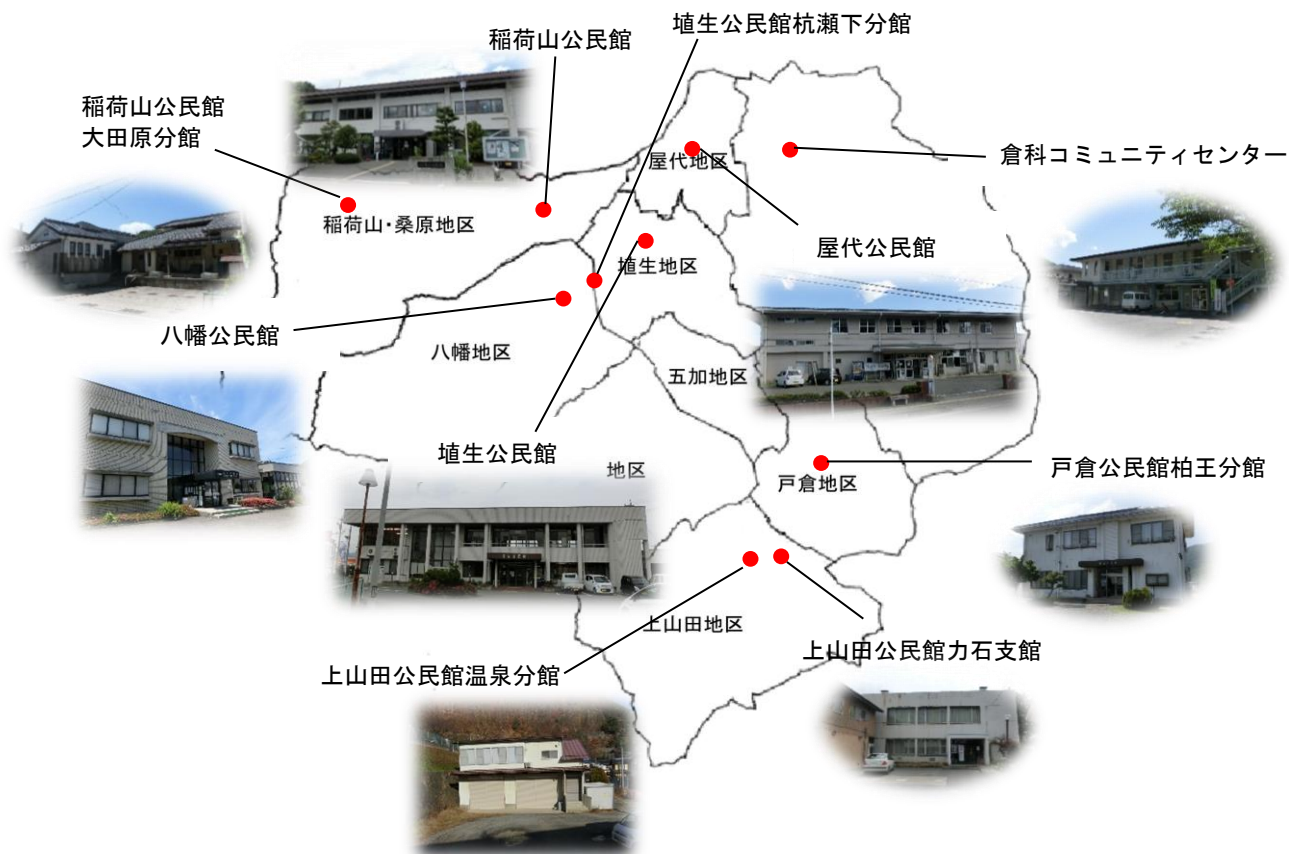 埴生公民館杭瀬下分館
稲荷山公民館
稲荷山公民館
大田原分館
屋代地区
倉科コミュニティセンター
稲荷山・桑原地区
屋代公民館
埴生地区
八幡公民館
八幡地区
五加地区
埴生公民館
地区
戸倉地区
戸倉公民館柏王分館
上山田地区
上山田公民館力石支館
上山田公民館温泉分館